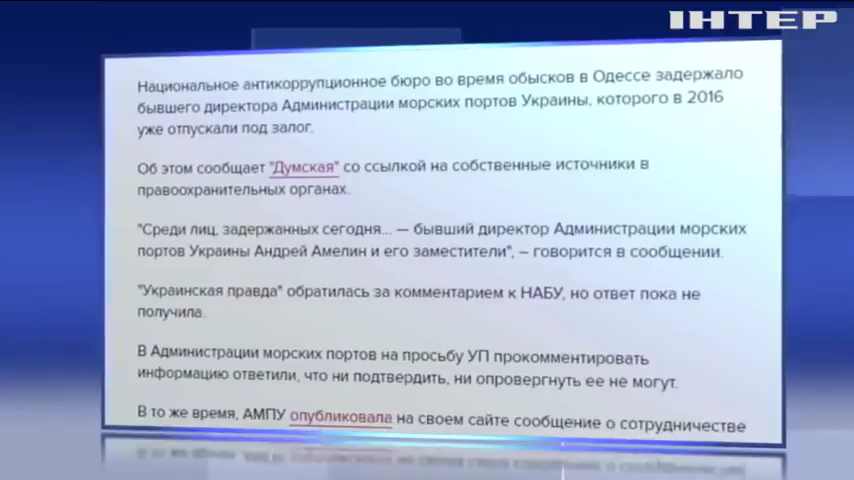 ІНТЕР
Национальное антикоррупционное бюро во время обысков в Одессе задержало
бывшего директора Администрации морских портов Украины, которого в 2016
уже отпускали под залог.
Об этом сообщает "Думская" со ссылкой на собственные источники в
правоохранительных органах.
"Среди лиц, задержанных сегодня... — бывший директор Администрации морских
портов Украины Андрей Амелин и его заместители", – говорится в сообщении.
"Украинская правда" обратилась за комментарием к НАБУ, но ответ пока не
получила.
В Администрации морских портов на просьбу УП прокомментировать
информацию ответили, что ни подтвердить, ни опровергнуть ее не могут.
В то же время, АМПУ опубликовала на своем сайте сообщение о сотрудничестве